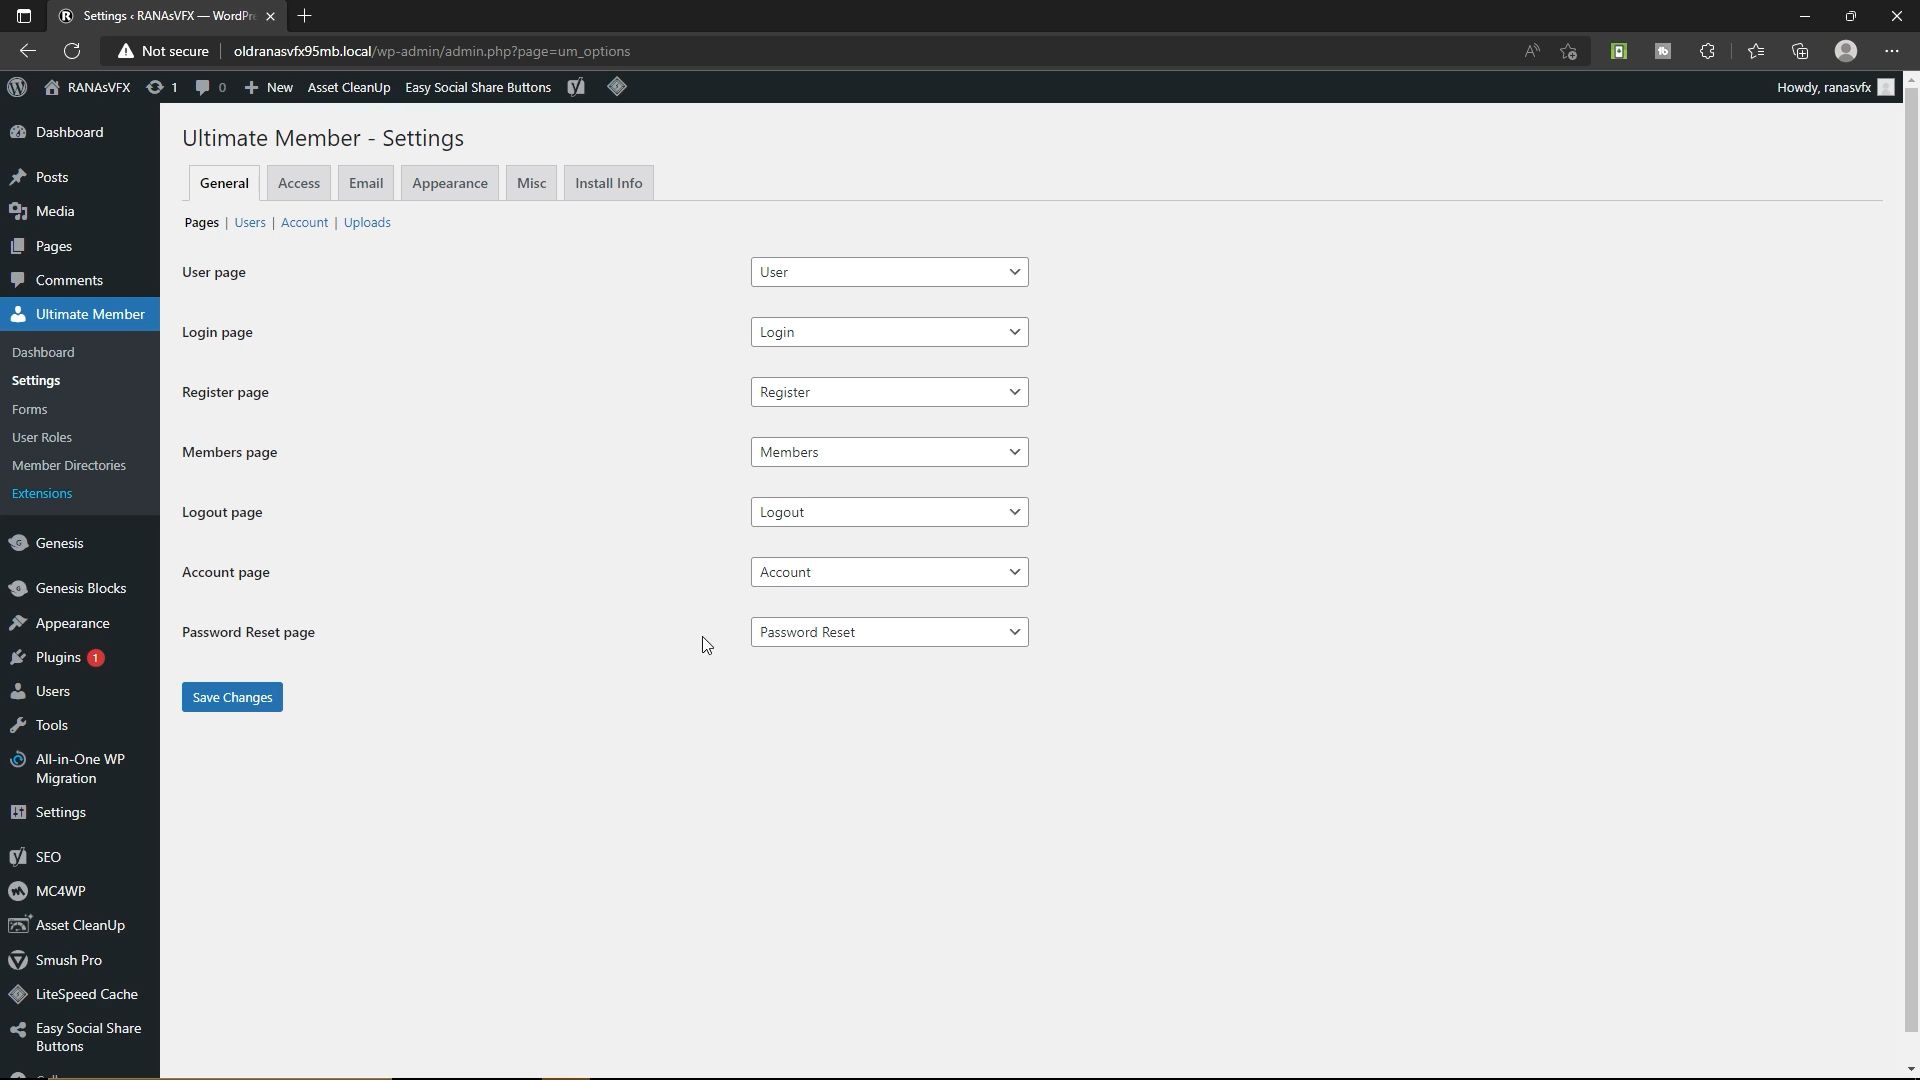 Settings ‹ RANAsVFX — WordPre
Not secure
oldranasvfx95mb.local/wp-admin/admin.php?page=um_options
RANAsVFX
1
0
New
Asset CleanUp
Easy Social Share Buttons
Howdy, ranasvfx
Dashboard
Posts
Media
Pages
Comments
Ultimate Member
Dashboard
Settings
Forms
User Roles
Member Directories
Extensions
Genesis
Genesis Blocks
Appearance
Plugins 1
Users
Tools
All-in-One WP
Migration
Settings
SEO
MC4WP
Asset CleanUp
Smush Pro
LiteSpeed Cache
Easy Social Share
Buttons
Ultimate Member - Settings
General
Access
Email
Appearance
Misc
Install Info
Pages | Users | Account | Uploads
User page
User
Login page
Login
Register page
Register
Members page
Members
Logout page
Logout
Account page
Account
Password Reset page
Password Reset
Save Changes